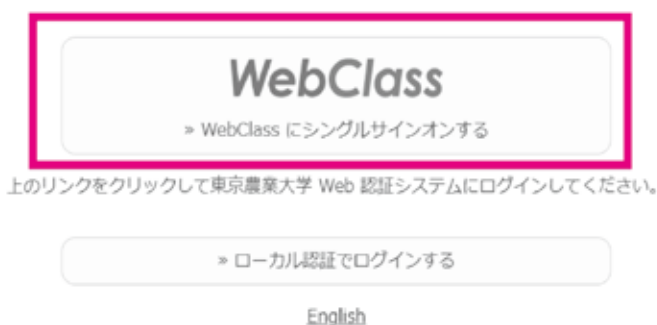 WebClass
» WebClass にシングルサインオンする
上のリンクをクリックして東京農業大学 Web 認証システムにログインしてください。
» ローカル認証でログインする
English